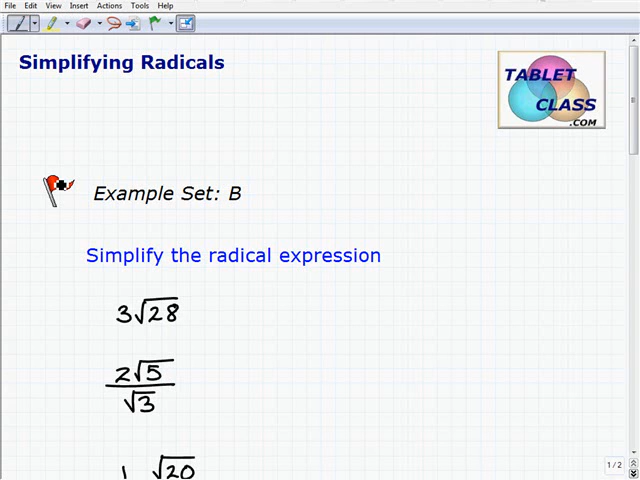 File Edit View Insert Actions Tools Help
Simplifying Radicals
TABLET
CLASS
.COM
Example Set: B
Simplify the radical expression
3√28
2√5
√3
1 √20
1/2